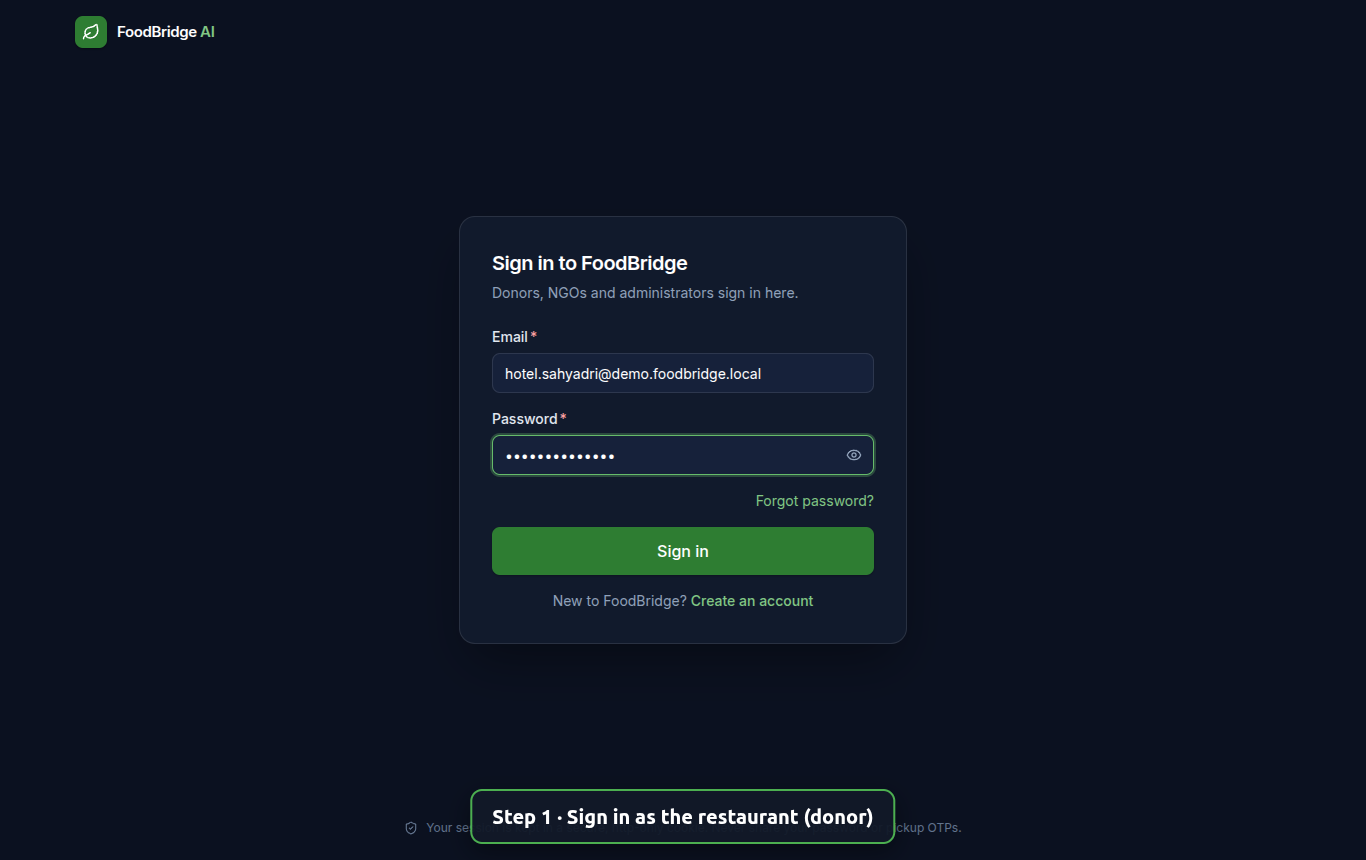 FoodBridge AI
Sign in to FoodBridge
Donors, NGOs and administrators sign in here.
Email *
hotel.sahyadri@demo.foodbridge.local
Password *
••••••••••••••
Forgot password?
Sign in
New to FoodBridge? Create an account
Step 1 · Sign in as the restaurant (donor)
Your OTPs.